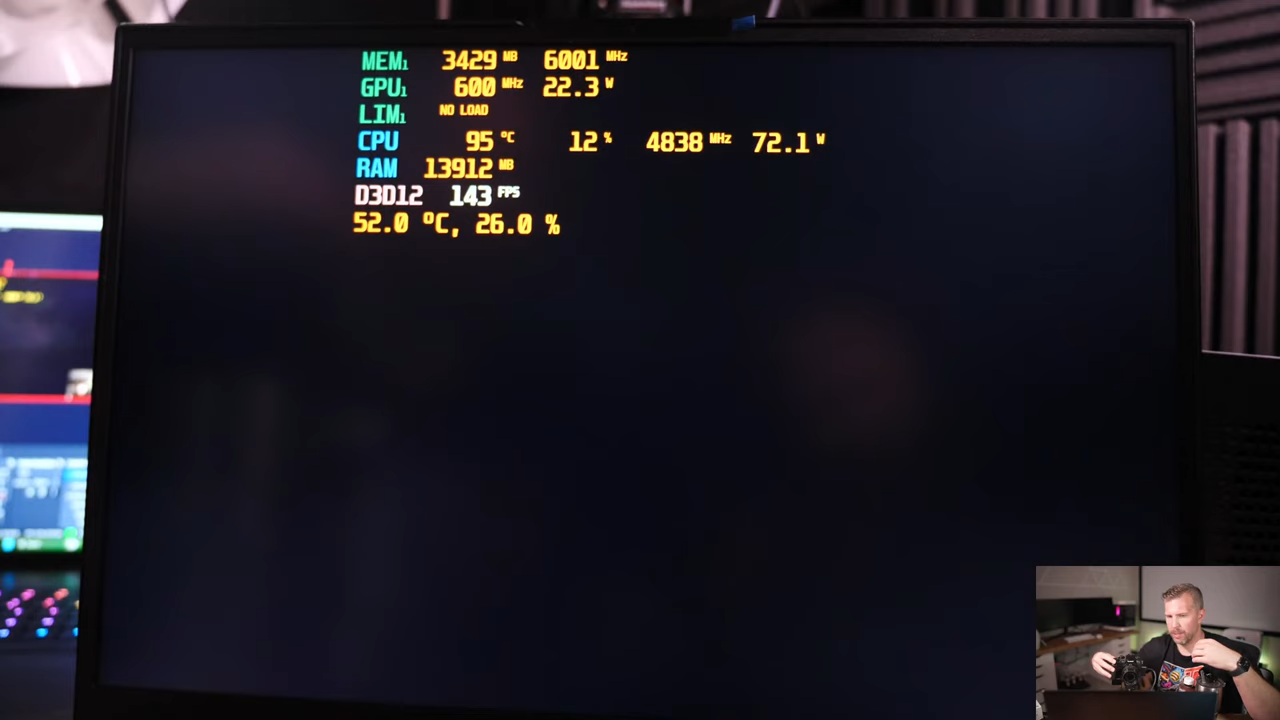 MEM1 3429 MB 6001 MHz
GPU1 600 MHz 22.3 W
LIM1 NO LOAD
CPU 95 °C 12 % 4838 MHz 72.1 W
RAM 13912 MB
D3D12 143 FPS
52.0 °C, 26.0 %